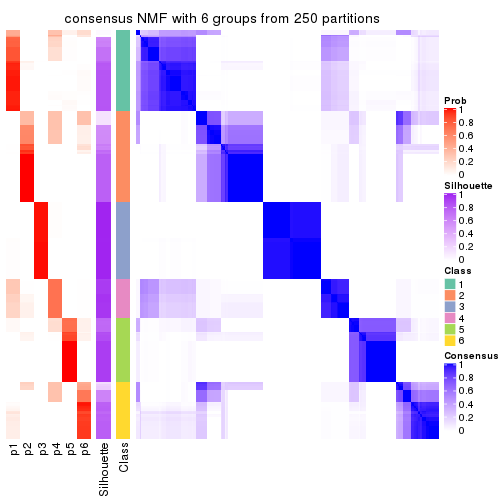 consensus NMF with 6 groups from 250 partitions
Prob
1
0.8
0.6
0.4
0.2
0
Silhouette
1
0.8
0.6
0.4
0.2
0
Class
1
2
3
4
5
6
Consensus
1
0.8
0.6
0.4
0.2
0
p1
p2
p3
p4
p5
p6
Silhouette
Class